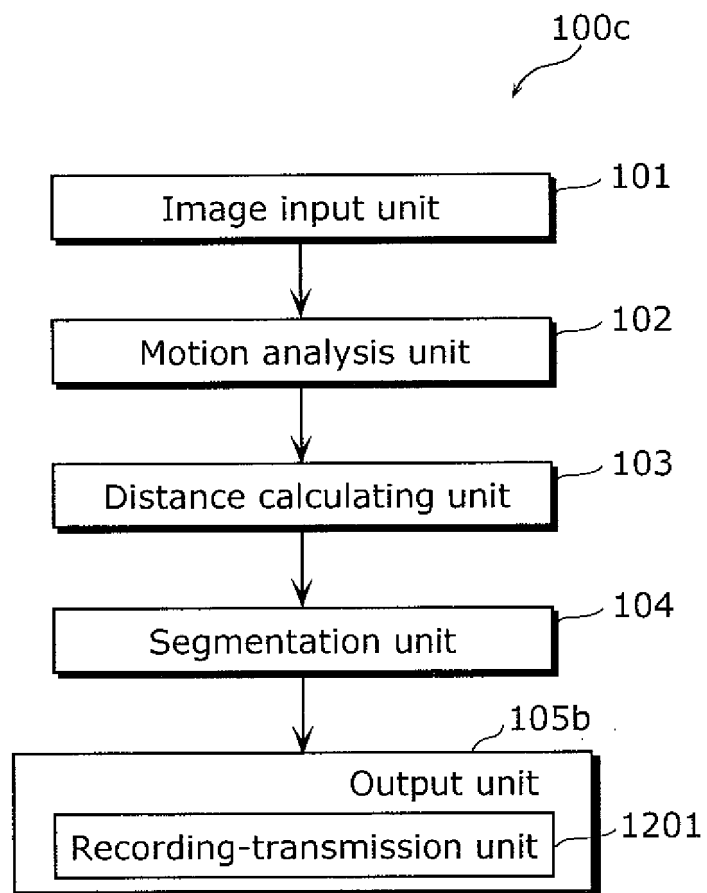 100c
101
Image input unit
102
Motion analysis unit
103
Distance calculating unit
104
Segmentation unit
105b
Output unit
Recording-transmission unit
1201